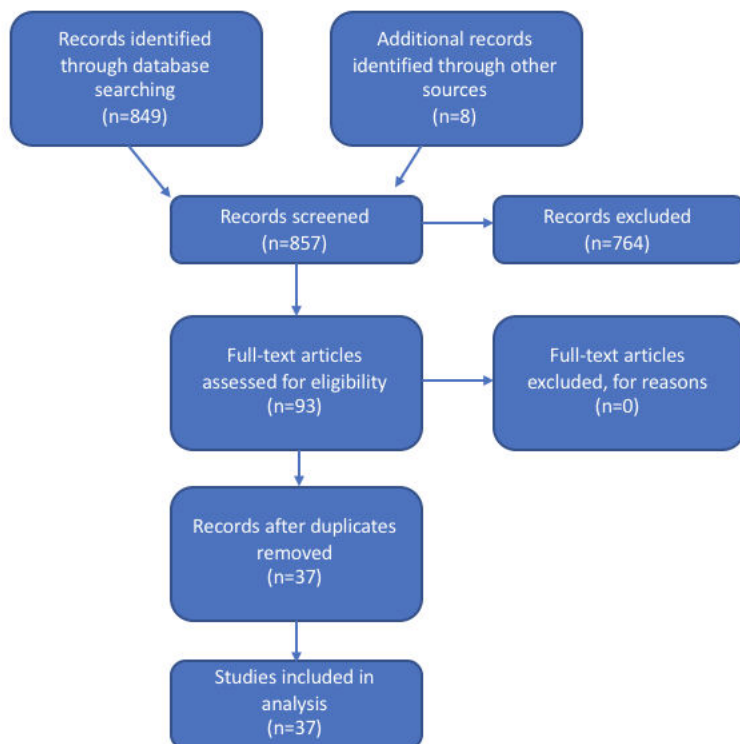 Records identified
through database
searching
(n=849)
Additional records
identified through other
sources
(n=8)
Records screened
(n=857)
Records excluded
(n=764)
Full-text articles
assessed for eligibility
(n=93)
Full-text articles
excluded, for reasons
(n=0)
Records after duplicates
removed
(n=37)
Studies included in
analysis
(n=37)